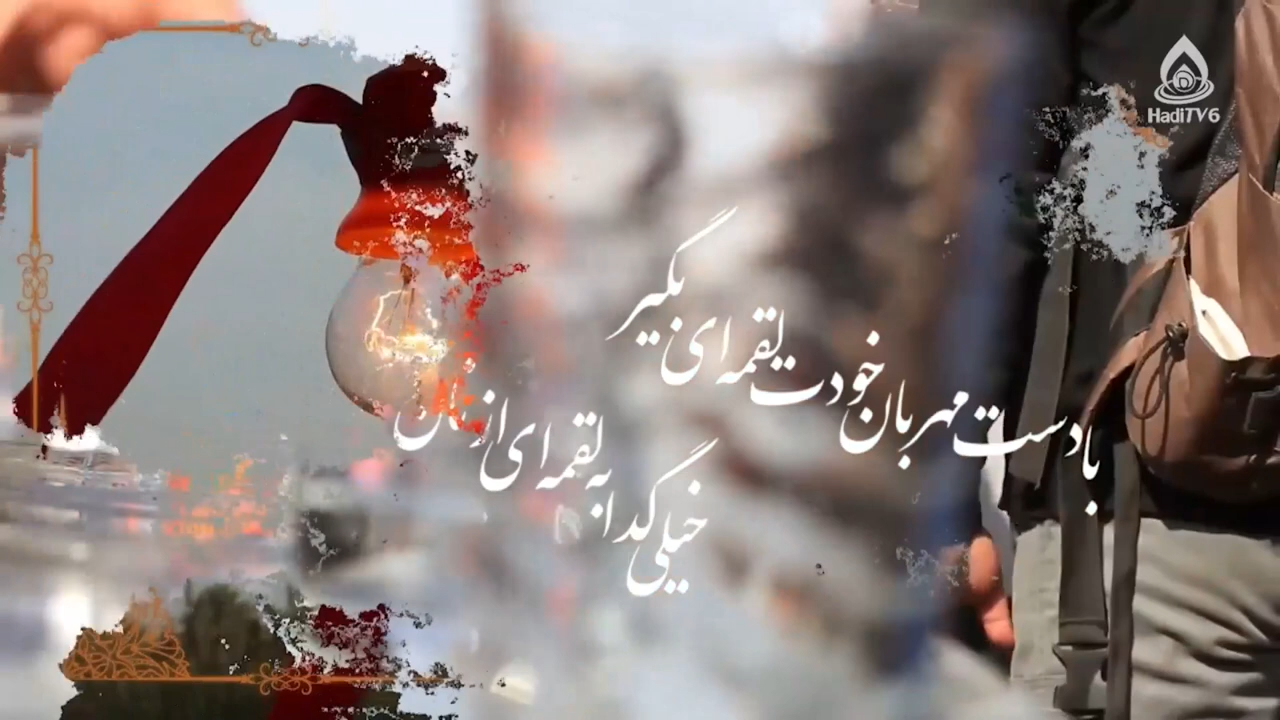 HadiTV6
با دست مهربان خودت لقمه ای بگیر
خیلی گدا به لقمه ای از نان